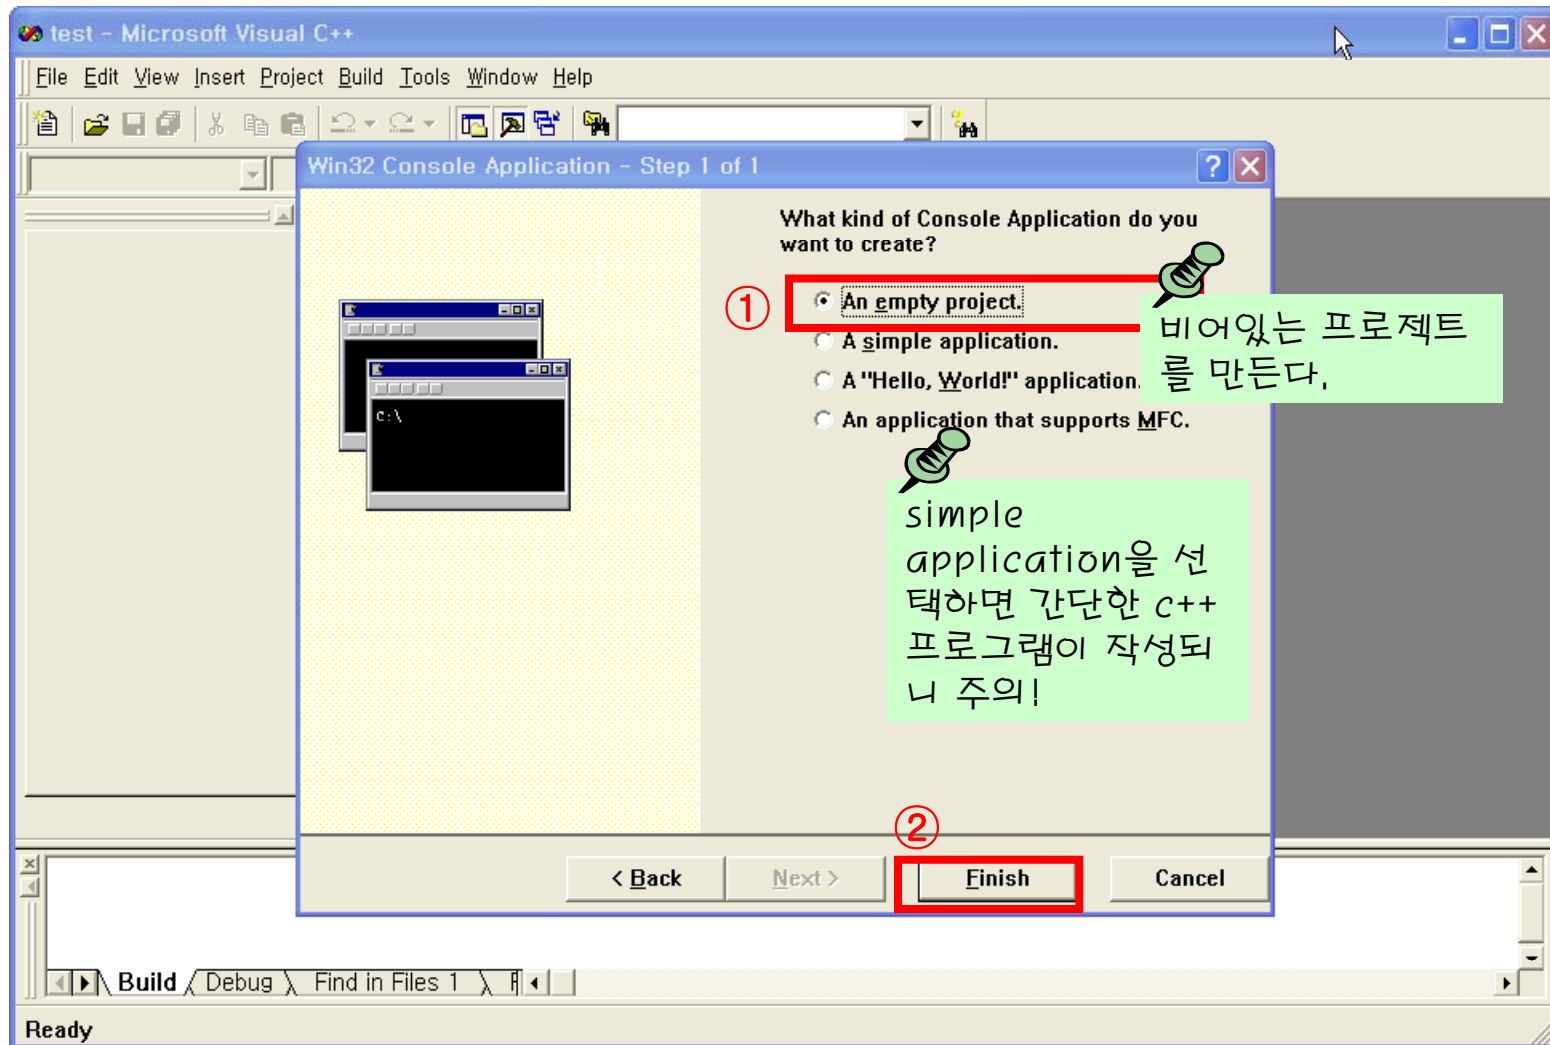 test - Microsoft Visual C++
File Edit View Insert Project Build Tools Window Help
Win32 Console Application - Step 1 of 1
What kind of Console Application do you
want to create?
① An empty project.
A simple application.
A "Hello, World!" application.
An application that supports MFC.
비어있는 프로젝트
를 만든다.
c:\
simple
application을 선
택하면 간단한 c++
프로그램이 작성되
니 주의!
②
< Back Next > Finish Cancel
Build Debug Find in Files 1
Ready